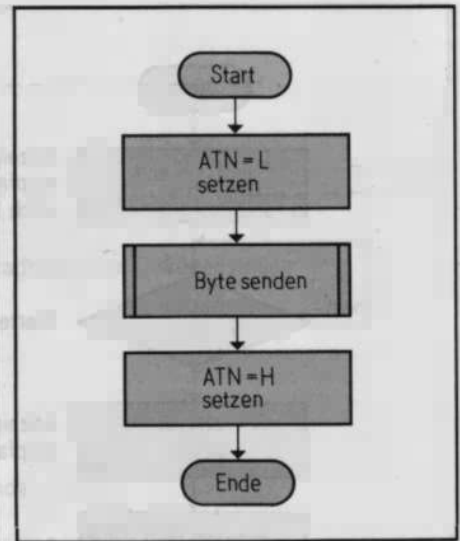 Start
ATN = L
setzen
Byte senden
ATN = H
setzen
Ende